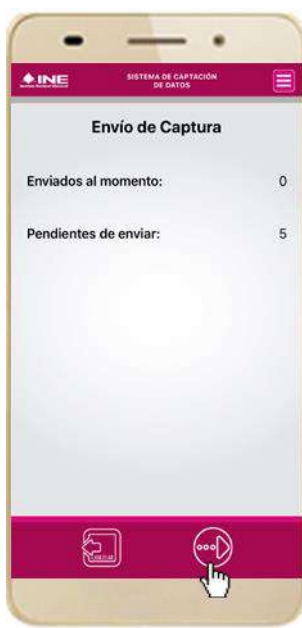 INE
SISTEMA DE CAPTACIÓN
DE DATOS
Envío de Captura
Enviados al momento: 0
Pendientes de enviar: 5